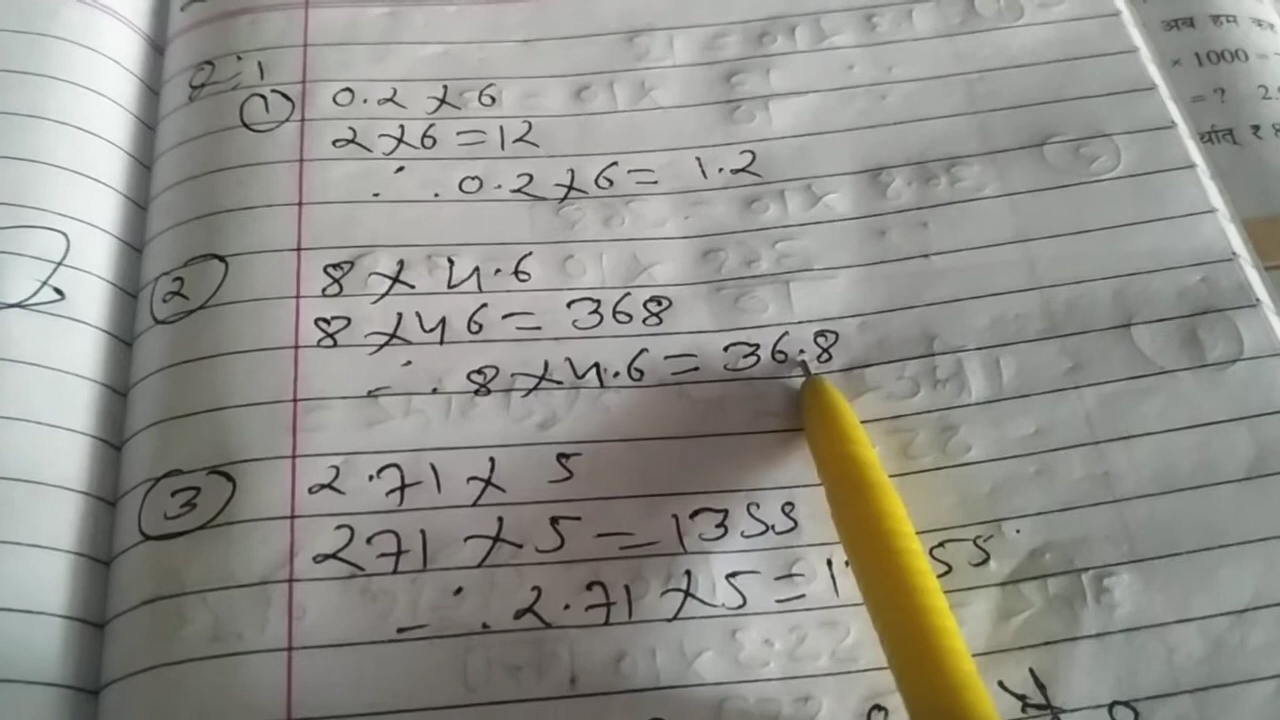 Q:1
① 0.2 × 6
2×6 = 12
∴ 0.2×6 = 1.2
② 8 × 4.6
8 × 46 = 368
∴ 8×4.6 = 36.8
③ 2.71 × 5
271 × 5 = 1355
∴ 2.71 × 5 = 1 55
अब हम
× 1000 =
= ? 2.
र्थात् ₹ 8